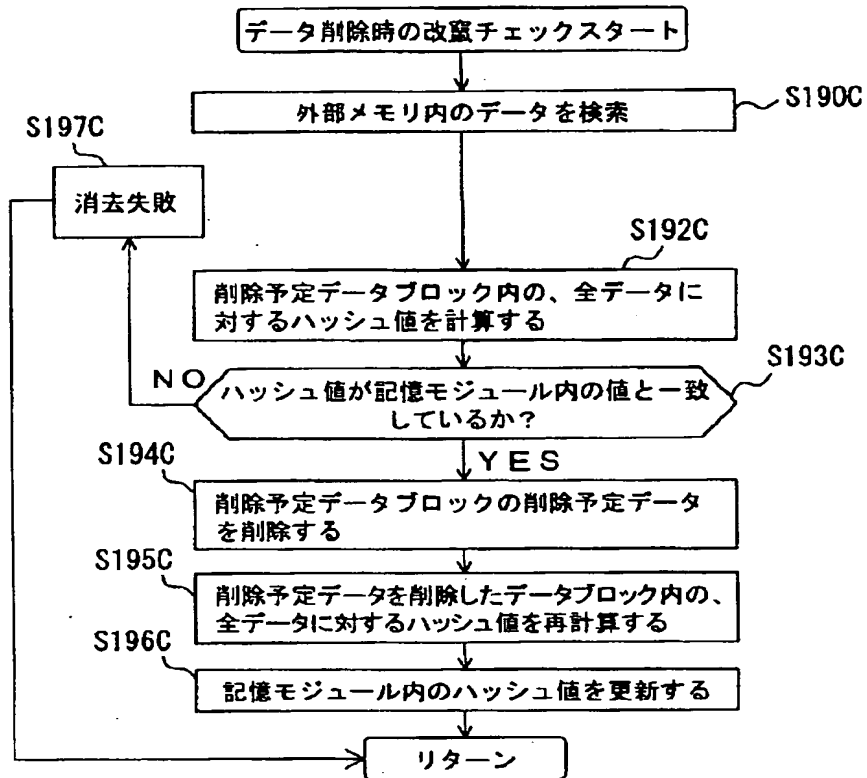 データ削除時の改竄チェックスタート
外部メモリ内のデータを検索
S190C
S197C
消去失敗
S192C
削除予定データブロック内の、全データに
対するハッシュ値を計算する
S193C
NO
ハッシュ値が記憶モジュール内の値と一致
しているか？
YES
S194C
削除予定データブロックの削除予定データ
を削除する
S195C
削除予定データを削除したデータブロック内の、
全データに対するハッシュ値を再計算する
S196C
記憶モジュール内のハッシュ値を更新する
リターン